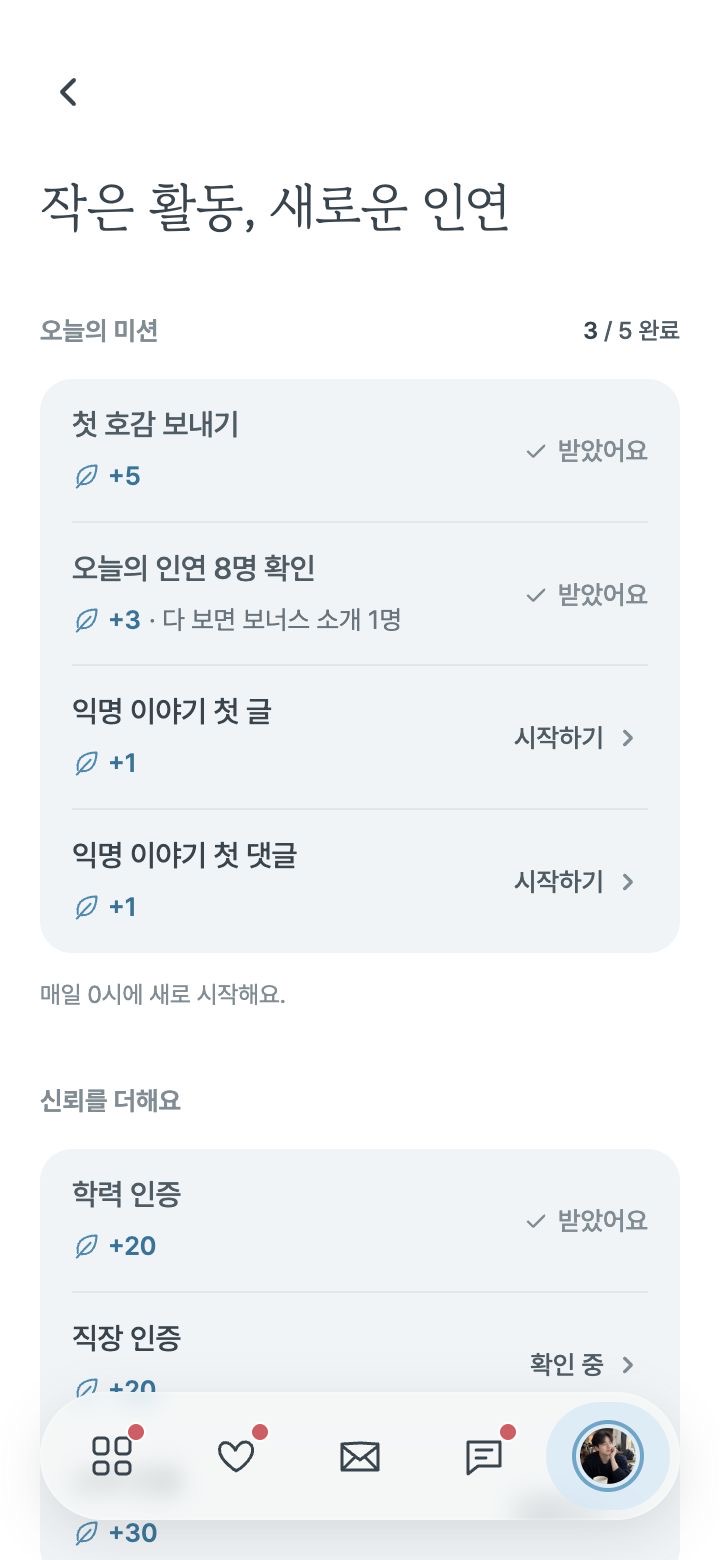 작은 활동, 새로운 인연
오늘의 미션
3 / 5 완료
첫 호감 보내기
+5
받았어요
오늘의 인연 8명 확인
+3 · 다 보면 보너스 소개 1명
받았어요
익명 이야기 첫 글
+1
시작하기
익명 이야기 첫 댓글
+1
시작하기
매일 0시에 새로 시작해요.
신뢰를 더해요
학력 인증
+20
받았어요
직장 인증
+20
확인 중
+30